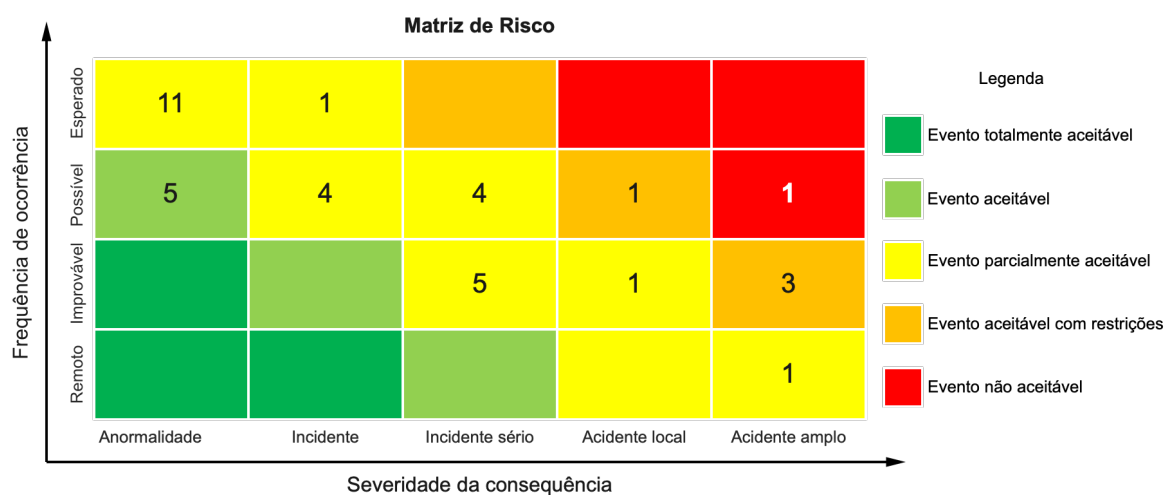 Matriz de Risco
Frequência de ocorrência
Esperado
11
1
Possível
5
4
4
1
1
Improvável
5
1
3
Remoto
1
Anormalidade
Incidente
Incidente sério
Acidente local
Acidente amplo
Severidade da consequência
Legenda
Evento totalmente aceitável
Evento aceitável
Evento parcialmente aceitável
Evento aceitável com restrições
Evento não aceitável